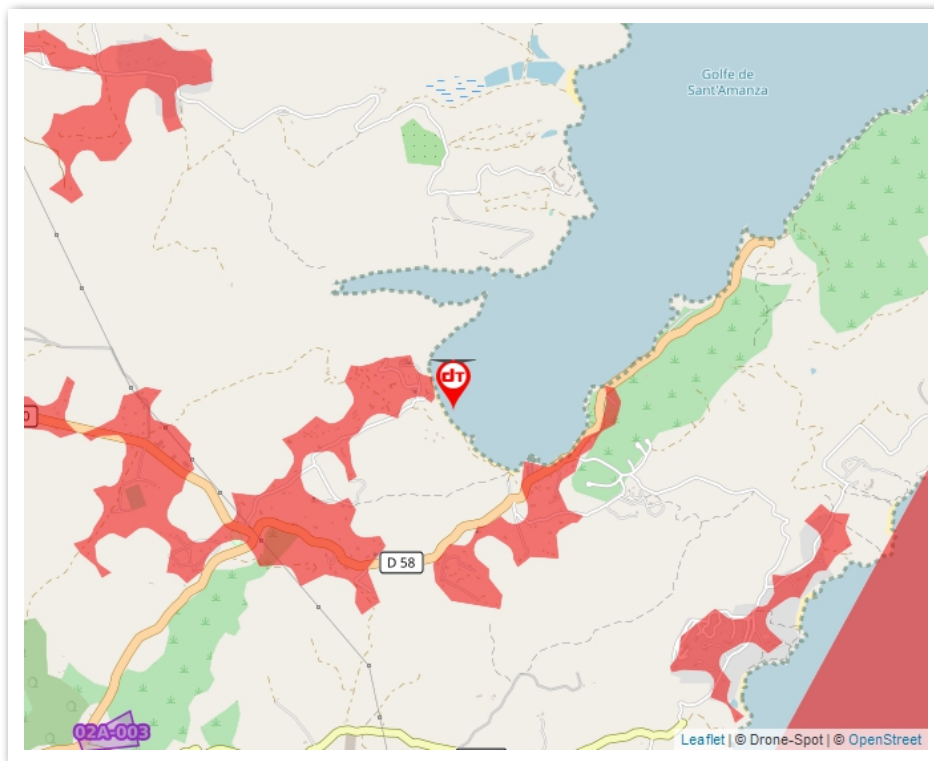 Golfe de
Sant'Amanza
dT
D 58
02A-003
Leaflet | © Drone-Spot | © OpenStreet